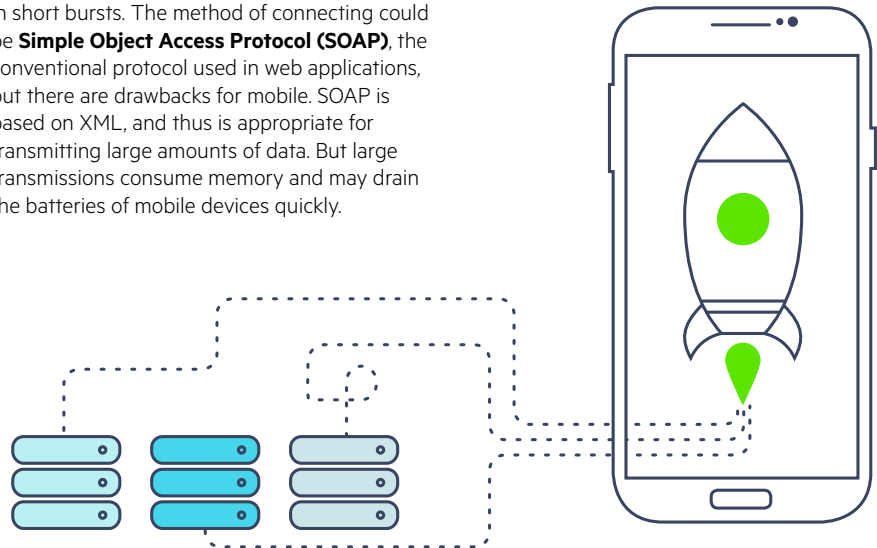 n short bursts. The method of connecting could
be Simple Object Access Protocol (SOAP), the
conventional protocol used in web applications,
but there are drawbacks for mobile. SOAP is
based on XML, and thus is appropriate for
transmitting large amounts of data. But large
transmissions consume memory and may drain
the batteries of mobile devices quickly.